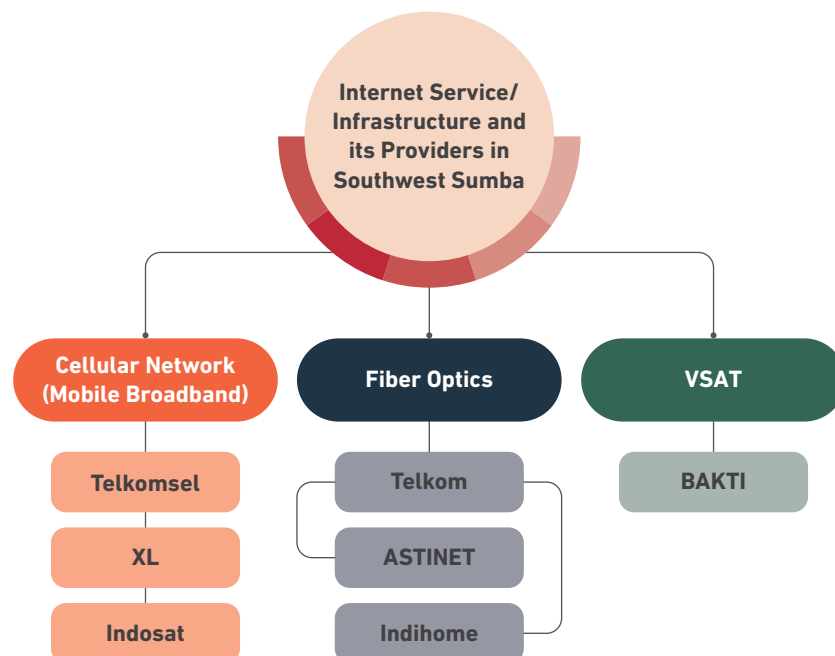 Internet Service/
Infrastructure and
its Providers in
Southwest Sumba
Cellular Network
(Mobile Broadband)
Telkomsel
XL
Indosat
Fiber Optics
Telkom
ASTINET
Indihome
VSAT
BAKTI